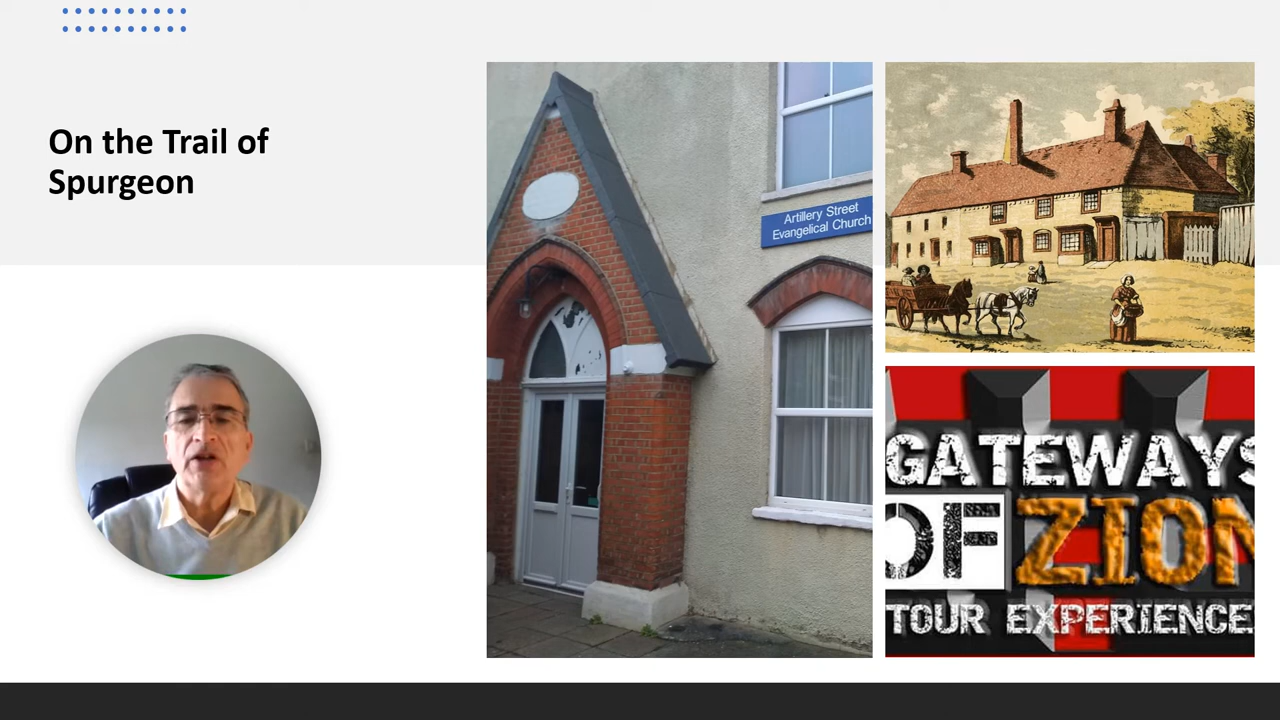 On the Trail of
Spurgeon
Artillery Street
Evangelical Church
GATEWAYS
OF ZION
TOUR EXPERIENCE